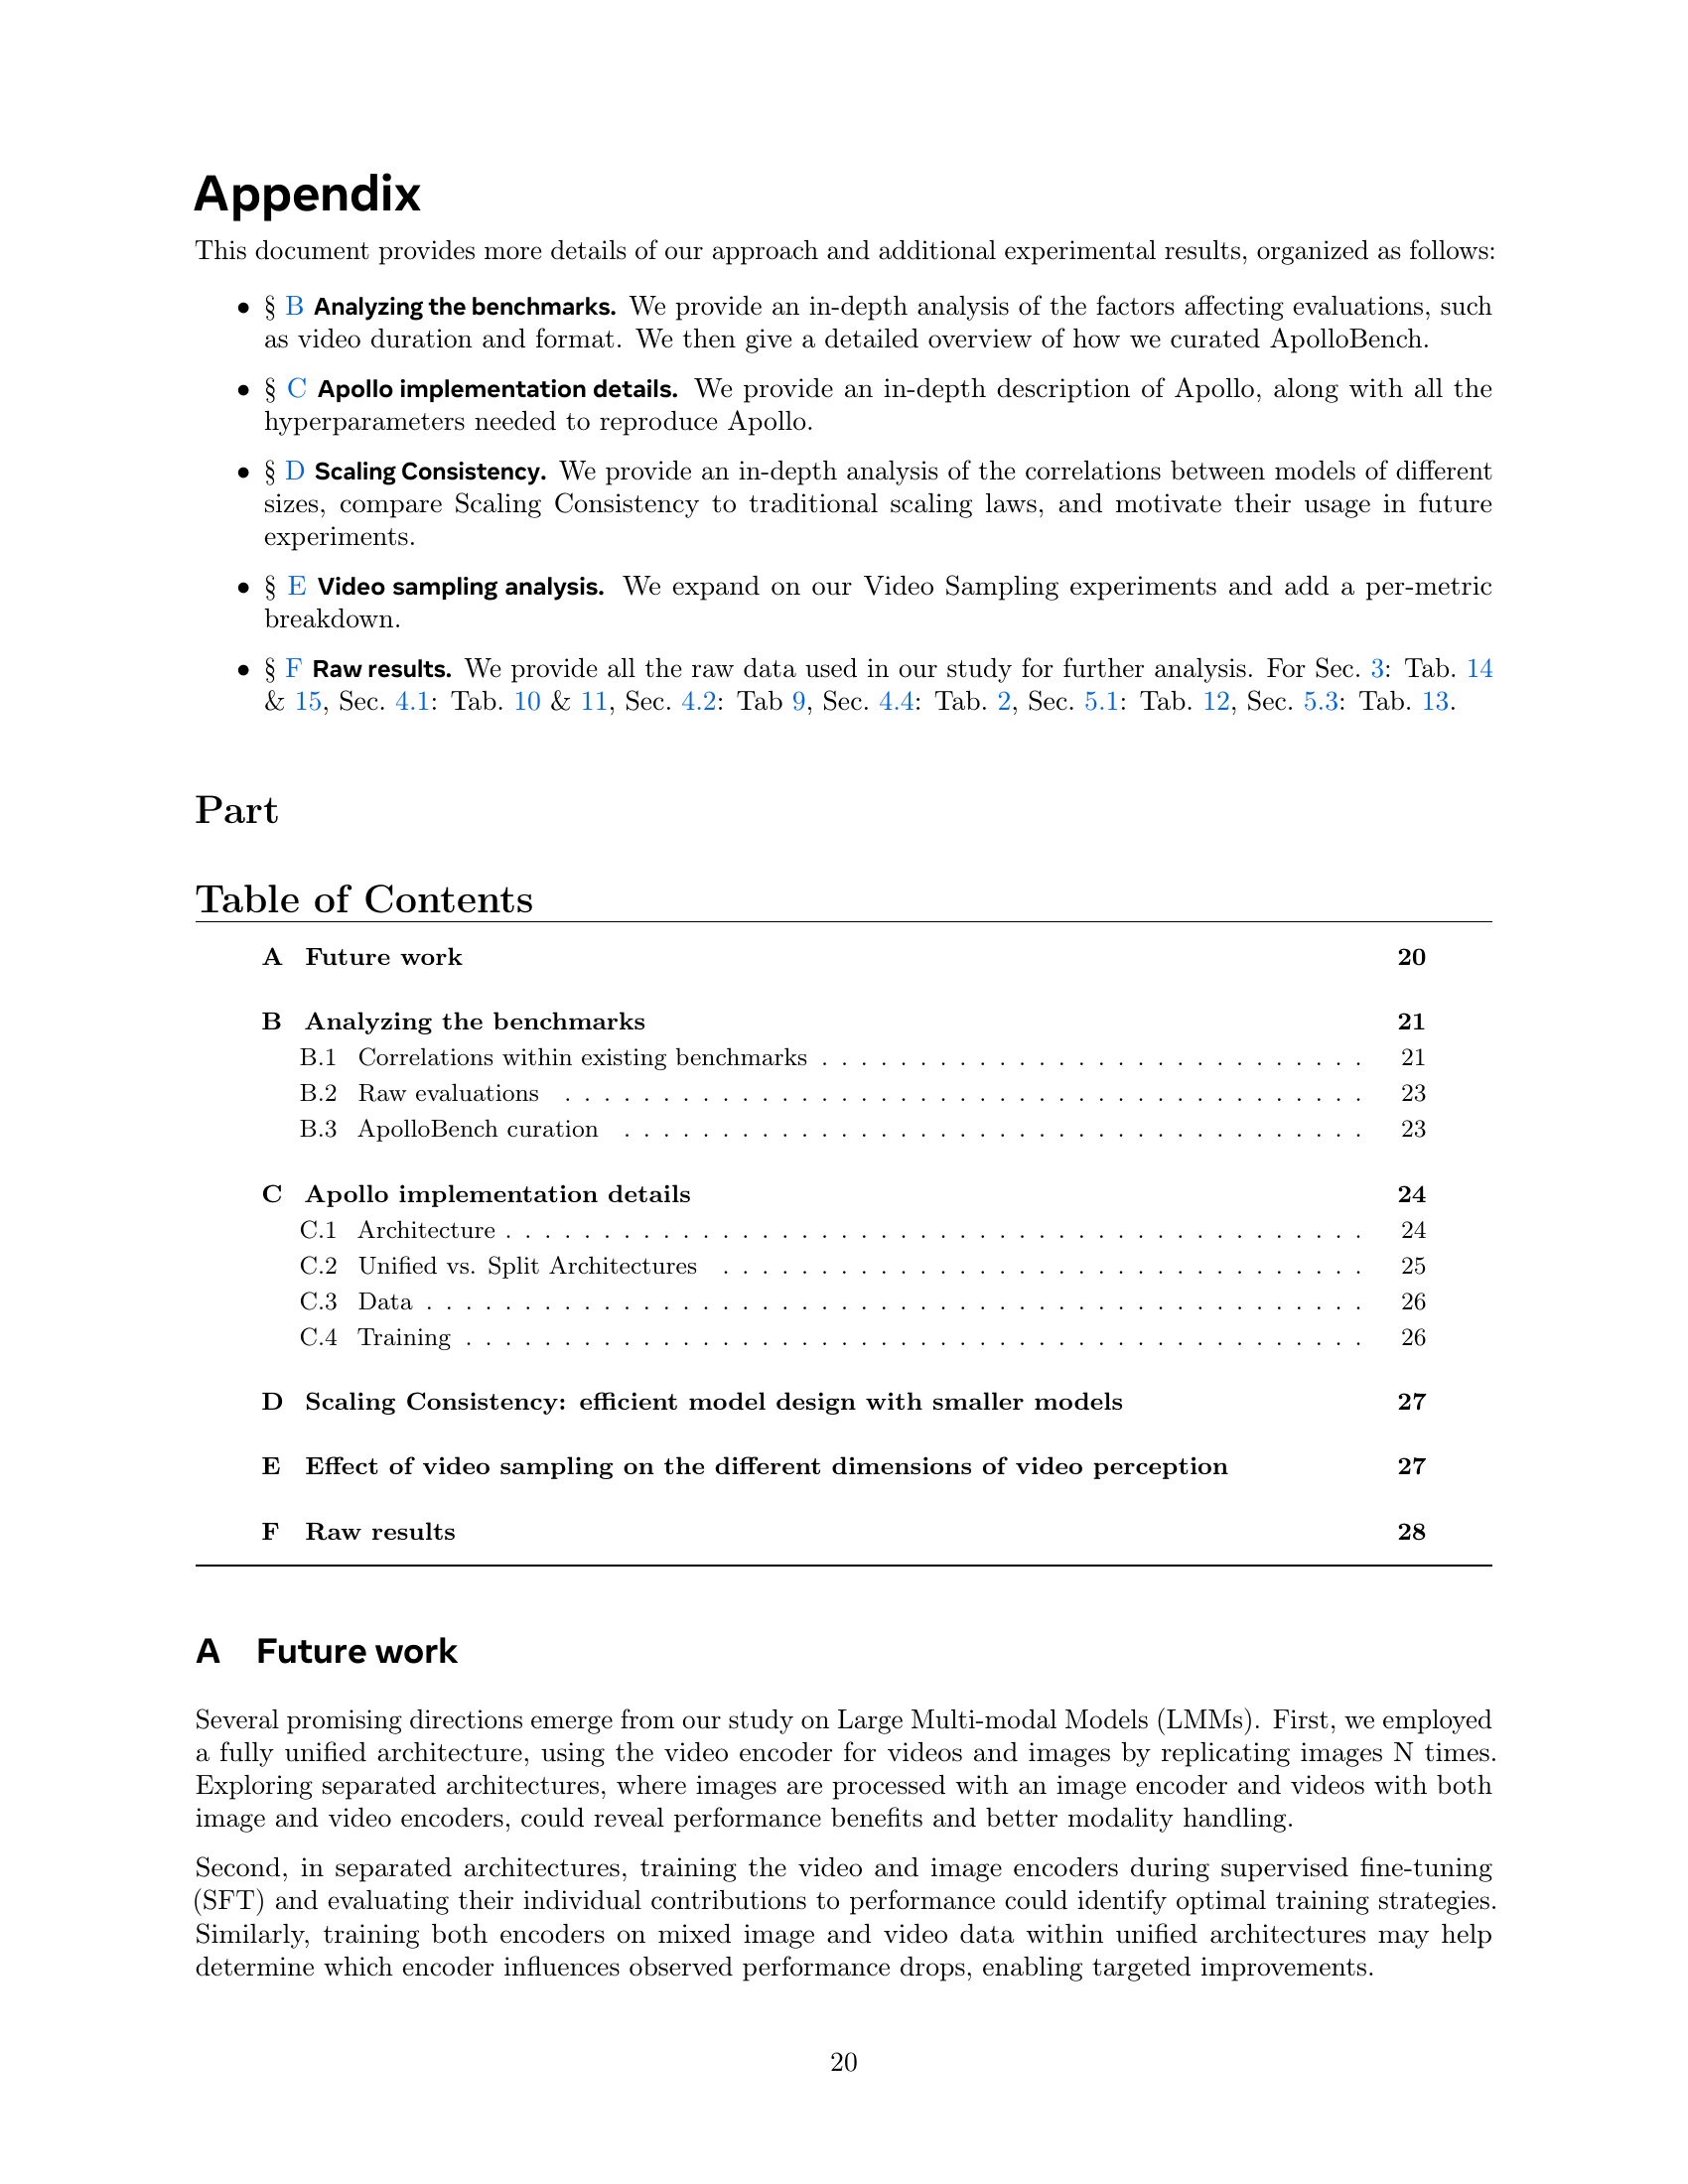 Appendix
This document provides more details of our approach and additional experimental results, organized as follows:
• § B Analyzing the benchmarks. We provide an in-depth analysis of the factors affecting evaluations, such
as video duration and format. We then give a detailed overview of how we curated ApolloBench.
• § C Apollo implementation details. We provide an in-depth description of Apollo, along with all the
hyperparameters needed to reproduce Apollo.
• § D Scaling Consistency. We provide an in-depth analysis of the correlations between models of different
sizes, compare Scaling Consistency to traditional scaling laws, and motivate their usage in future
experiments.
• § E Video sampling analysis. We expand on our Video Sampling experiments and add a per-metric
breakdown.
• § F Raw results. We provide all the raw data used in our study for further analysis. For Sec. 3: Tab. 14
& 15, Sec. 4.1: Tab. 10 & 11, Sec. 4.2: Tab 9, Sec. 4.4: Tab. 2, Sec. 5.1: Tab. 12, Sec. 5.3: Tab. 13.
Part
Table of Contents
A Future work 20
B Analyzing the benchmarks 21
B.1 Correlations within existing benchmarks . . . . . . . . . . . . . . . . . . . . . . . . . . . . 21
B.2 Raw evaluations . . . . . . . . . . . . . . . . . . . . . . . . . . . . . . . . . . . . . . . . . 23
B.3 ApolloBench curation . . . . . . . . . . . . . . . . . . . . . . . . . . . . . . . . . . . . . . 23
C Apollo implementation details 24
C.1 Architecture . . . . . . . . . . . . . . . . . . . . . . . . . . . . . . . . . . . . . . . . . . . . 24
C.2 Unified vs. Split Architectures . . . . . . . . . . . . . . . . . . . . . . . . . . . . . . . . . 25
C.3 Data . . . . . . . . . . . . . . . . . . . . . . . . . . . . . . . . . . . . . . . . . . . . . . . . 26
C.4 Training . . . . . . . . . . . . . . . . . . . . . . . . . . . . . . . . . . . . . . . . . . . . . . 26
D Scaling Consistency: efficient model design with smaller models 27
E Effect of video sampling on the different dimensions of video perception 27
F Raw results 28
A Future work
Several promising directions emerge from our study on Large Multi-modal Models (LMMs). First, we employed
a fully unified architecture, using the video encoder for videos and images by replicating images N times.
Exploring separated architectures, where images are processed with an image encoder and videos with both
image and video encoders, could reveal performance benefits and better modality handling.
Second, in separated architectures, training the video and image encoders during supervised fine-tuning
(SFT) and evaluating their individual contributions to performance could identify optimal training strategies.
Similarly, training both encoders on mixed image and video data within unified architectures may help
determine which encoder influences observed performance drops, enabling targeted improvements.
20